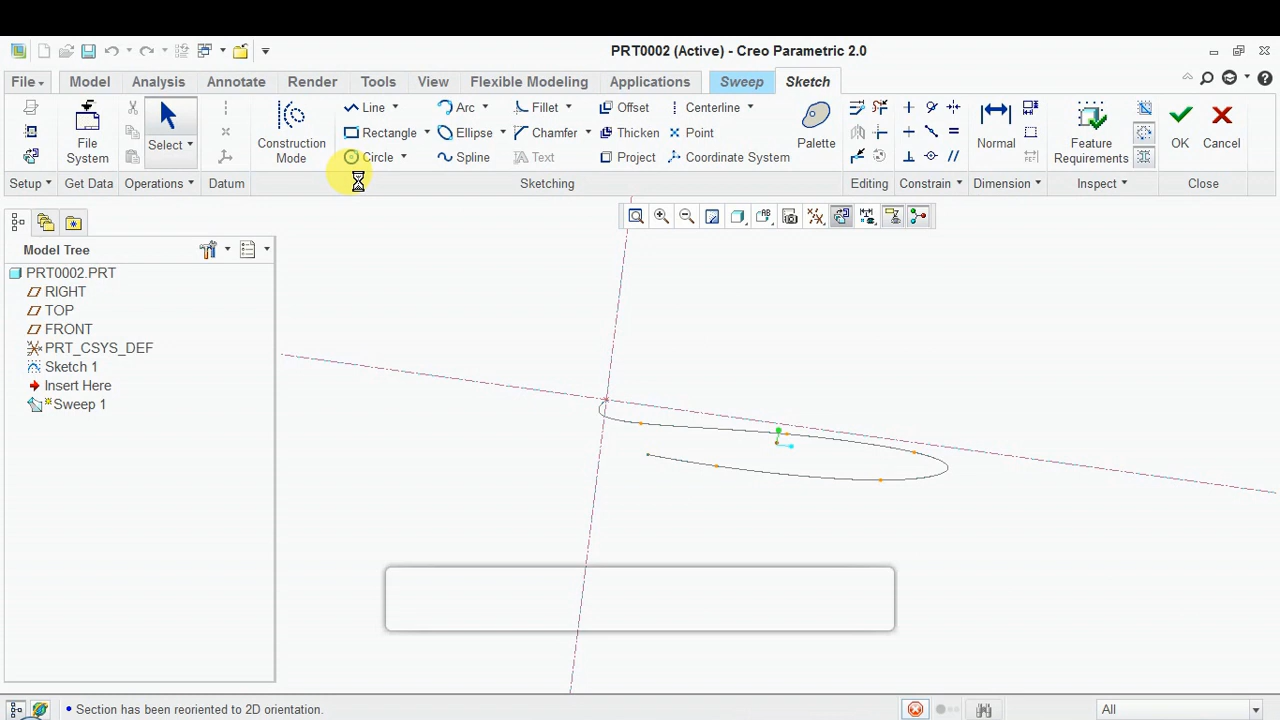 PRT0002 (Active) - Creo Parametric 2.0
File Model Analysis Annotate Render Tools View Flexible Modeling Applications Sweep Sketch
Line Arc Fillet Offset Centerline
Rectangle Ellipse Chamfer Thicken Point
Circle Spline Text Project Coordinate System
File System
Select
Construction Mode
Palette
Normal
Feature Requirements
OK
Cancel
Setup Get Data Operations Datum Sketching Editing Constrain Dimension Inspect Close
Model Tree
PRT0002.PRT
RIGHT
TOP
FRONT
PRT_CSYS_DEF
Sketch 1
Insert Here
Sweep 1
Section has been reoriented to 2D orientation.
All